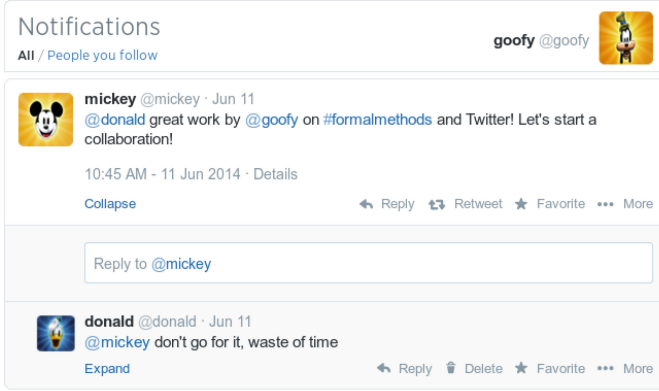 Notifications
All / People you follow
goofy @goofy
mickey @mickey · Jun 11
@donald great work by @goofy on #formalmethods and Twitter! Let's start a
collaboration!
10:45 AM - 11 Jun 2014 · Details
Collapse Reply Retweet Favorite More
Reply to @mickey
donald @donald · Jun 11
@mickey don't go for it, waste of time
Expand Reply Delete Favorite More